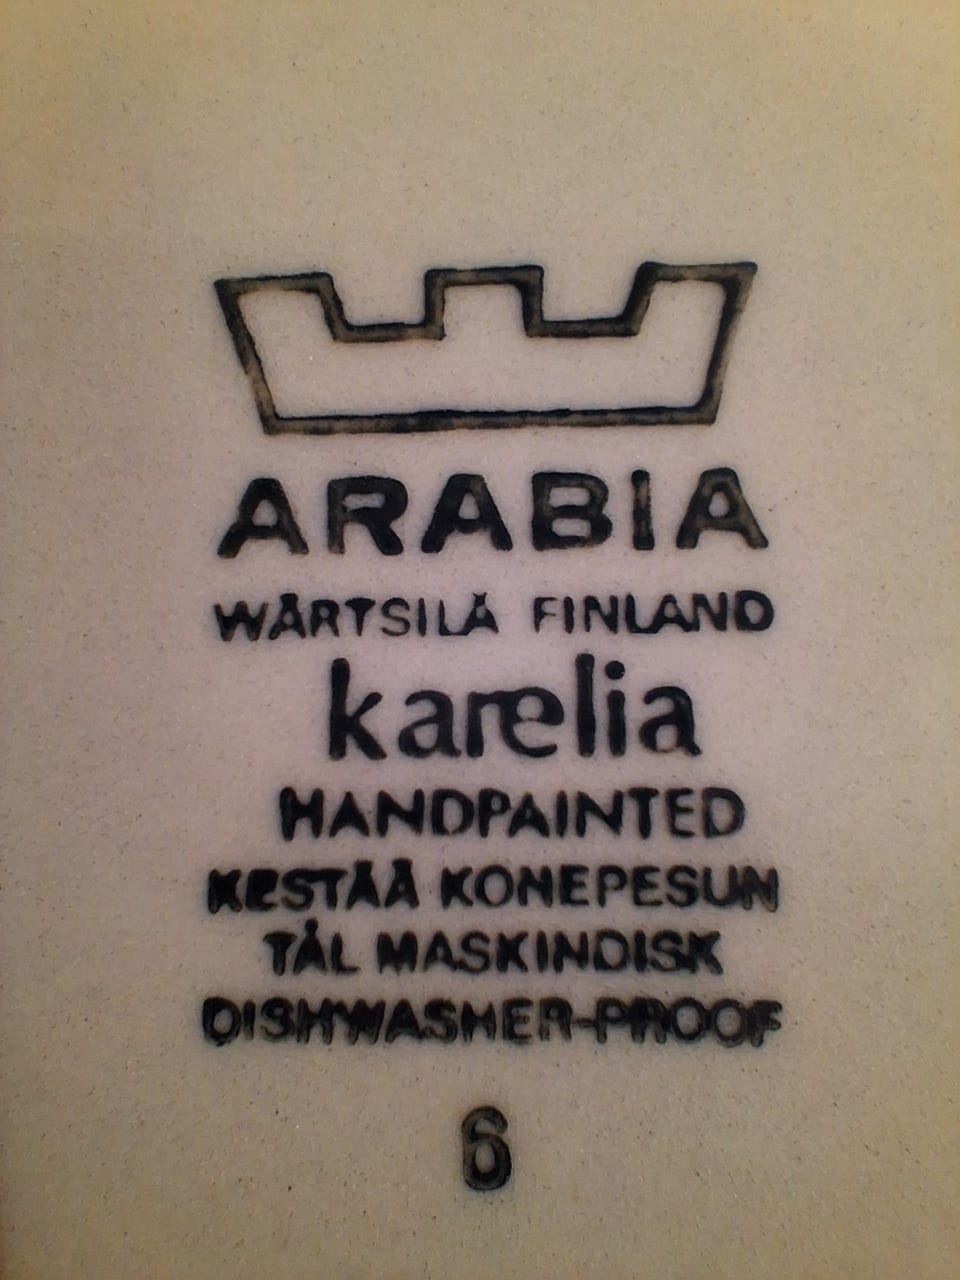 ARABIA
WÄRTSILÄ FINLAND
karelia
HANDPAINTED
KESTÄÄ KONEPESUN
TÅL MASKINDISK
DISHWASHER-PROOF
6